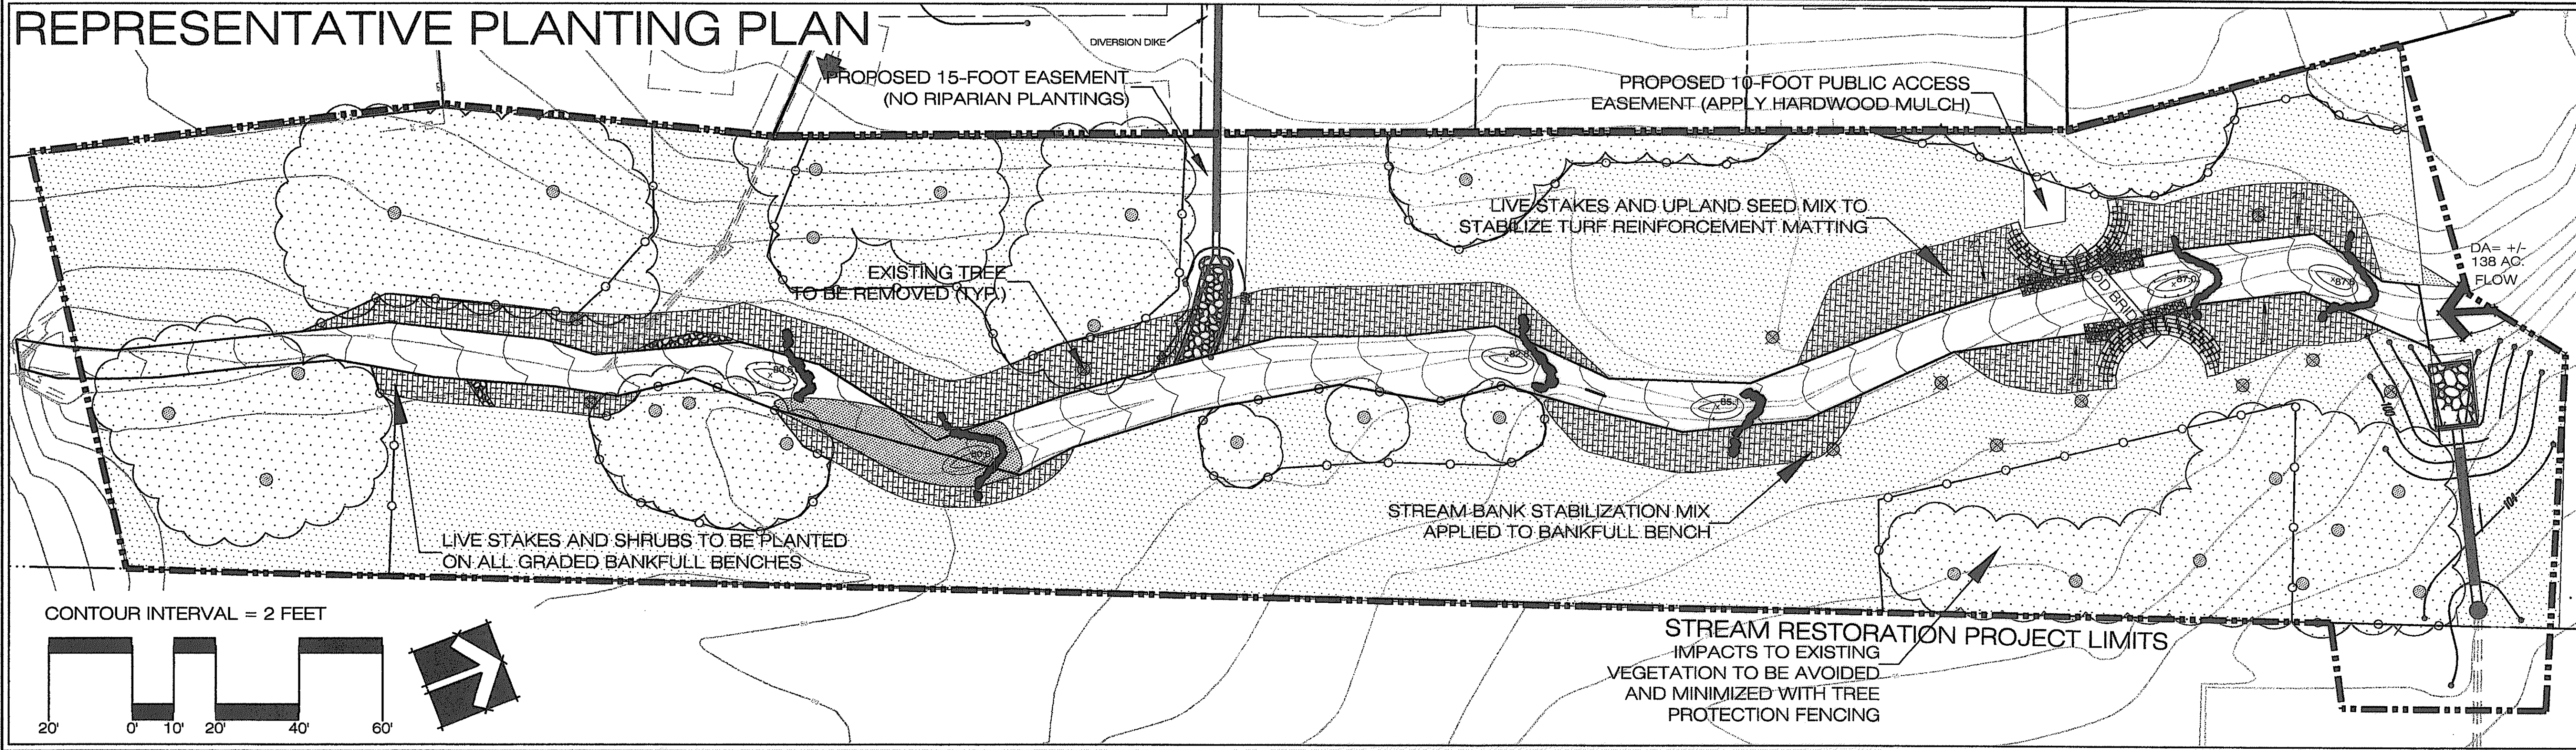 REPRESENTATIVE PLANTING PLAN
DIVERSION DIKE
PROPOSED 15-FOOT EASEMENT
(NO RIPARIAN PLANTINGS)
PROPOSED 10-FOOT PUBLIC ACCESS
EASEMENT (APPLY HARDWOOD MULCH)
LIVE STAKES AND UPLAND SEED MIX TO
STABILIZE TURF REINFORCEMENT MATTING
EXISTING TREE
TO BE REMOVED (TYP.)
DA= +/-
138 AC.
FLOW
OD BRID
STREAM BANK STABILIZATION MIX
APPLIED TO BANKFULL BENCH
LIVE STAKES AND SHRUBS TO BE PLANTED
ON ALL GRADED BANKFULL BENCHES
100
104
STREAM RESTORATION PROJECT LIMITS
IMPACTS TO EXISTING
VEGETATION TO BE AVOIDED
AND MINIMIZED WITH TREE
PROTECTION FENCING
CONTOUR INTERVAL = 2 FEET
20' 0' 10' 20' 40' 60'